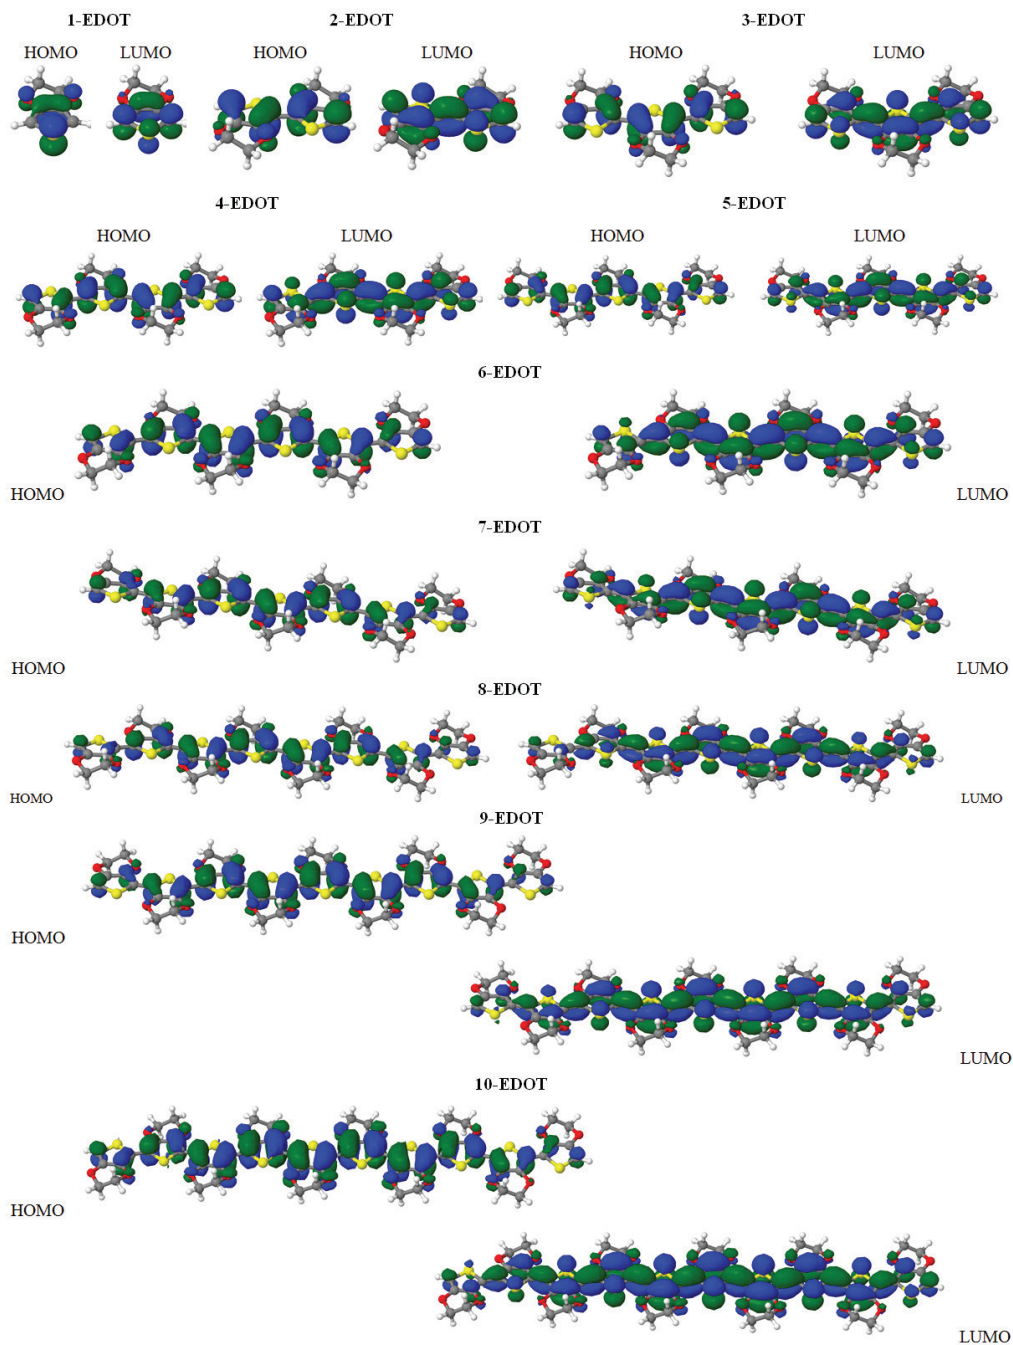 1-EDOT 2-EDOT 3-EDOT
HOMO LUMO HOMO LUMO HOMO LUMO
4-EDOT 5-EDOT
HOMO LUMO HOMO LUMO
6-EDOT
HOMO LUMO
7-EDOT
HOMO LUMO
8-EDOT
HOMO LUMO
9-EDOT
HOMO
LUMO
10-EDOT
HOMO
LUMO